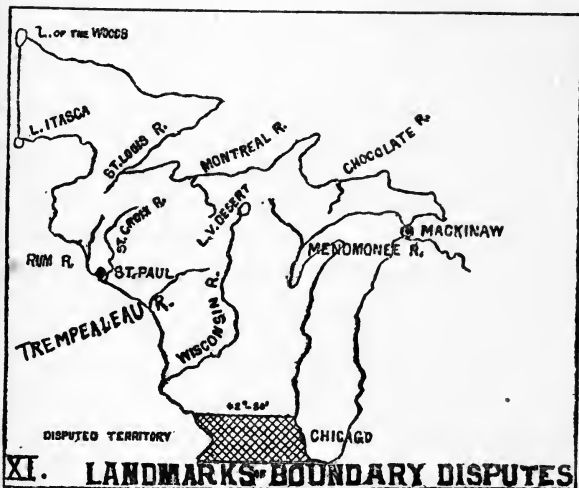 L. OF THE WOODS
L. ITASCA
ST. LOUIS R.
MONTREAL R.
CHOCOLATE R.
ST. CROIX R.
L. V. DESERT
MACKINAW
MENOMONEE R.
RUM R.
ST. PAUL
TREMPEALEAU R.
WISCONSIN R.
42°-30'
DISPUTED TERRITORY
CHICAGO
XI. LANDMARKS IN BOUNDARY DISPUTES